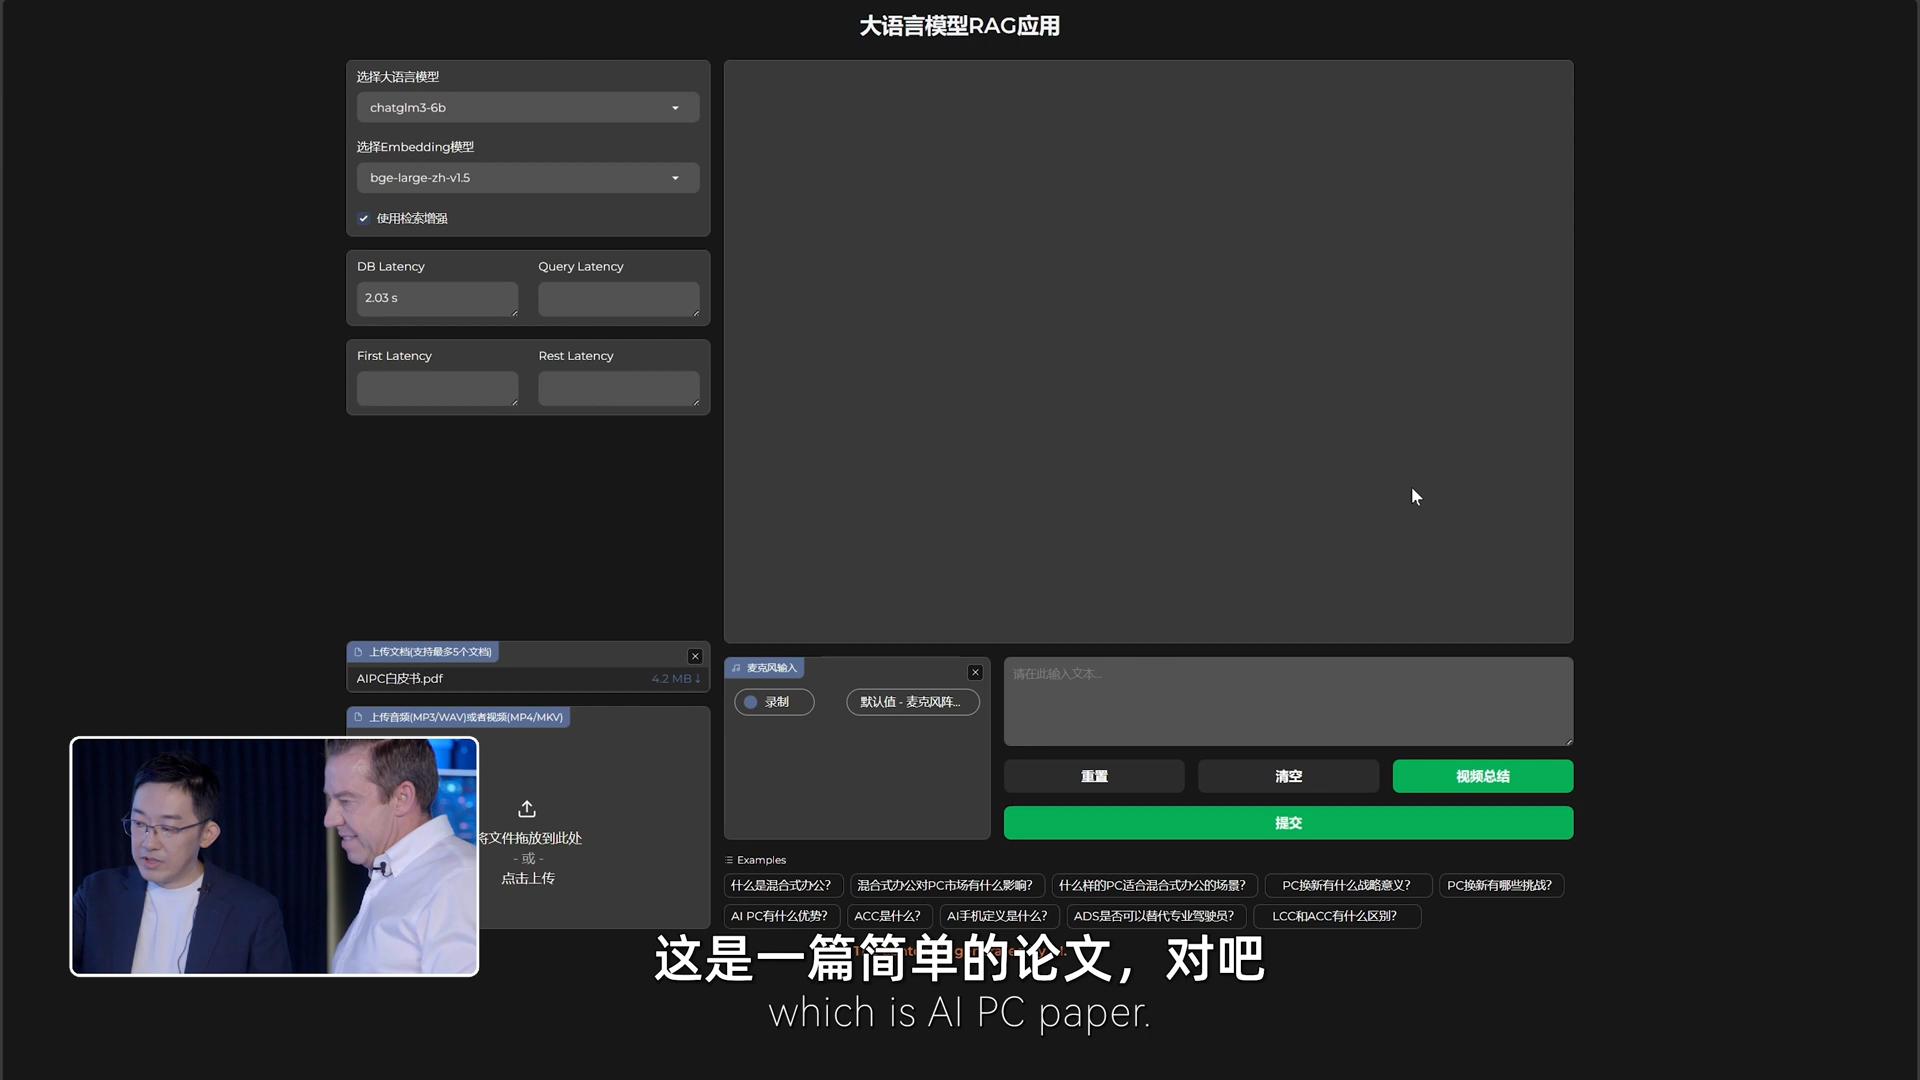 大语言模型RAG应用
选择大语言模型
chatglm3-6b
选择Embedding模型
bge-large-zh-v1.5
使用检索增强
DB Latency
Query Latency
2.03 s
First Latency
Rest Latency
上传文档(支持最多5个文档)
AIPC白皮书.pdf
4.2 MB↓
上传音频(MP3/WAV)或者视频(MP4/MKV)
将文件拖放到此处
- 或 -
点击上传
麦克风输入
录制
默认值 - 麦克风阵...
请在此输入文本...
重置
清空
视频总结
提交
Examples
什么是混合式办公?
混合式办公对PC市场有什么影响?
什么样的PC适合混合式办公的场景?
PC换新有什么战略意义?
PC换新有哪些挑战?
AI PC有什么优势?
ACC是什么?
AI手机定义是什么?
ADS是否可以替代专业驾驶员?
LCC和ACC有什么区别?
这是一篇简单的论文，对吧
which is AI PC paper.